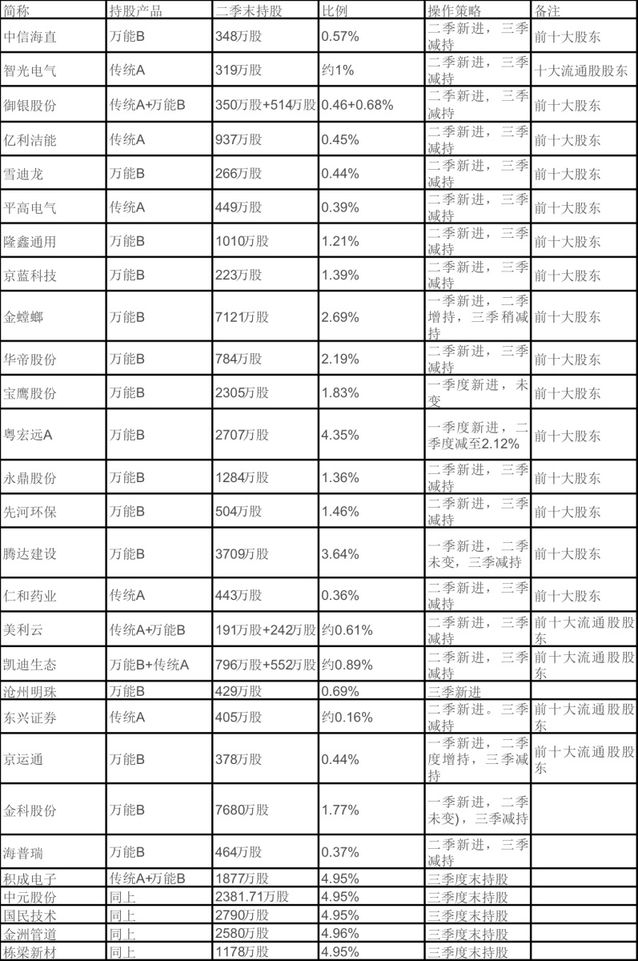 简称 持股产品 二季末持股 比例 操作策略 备注
中信海直 万能B 348万股 0.57% 二季新进，三季减持 前十大股东
智光电气 传统A 319万股 约1% 二季新进，三季减持 十大流通股股东
御银股份 传统A+万能B 350万股+514万股 0.46+0.68% 二季新进，三季减持 前十大股东
亿利洁能 传统A 937万股 0.45% 二季新进，三季减持 前十大股东
雪迪龙 万能B 266万股 0.44% 二季新进，三季减持 前十大股东
平高电气 传统A 449万股 0.39% 二季新进，三季减持 前十大股东
隆鑫通用 万能B 1010万股 1.21% 二季新进，三季减持 前十大股东
京蓝科技 万能B 223万股 1.39% 二季新进，三季减持 前十大股东
金螳螂 万能B 7121万股 2.69% 一季新进，二季增持，三季稍减持 前十大股东
华帝股份 万能B 784万股 2.19% 二季新进，三季减持 前十大股东
宝鹰股份 万能B 2305万股 1.83% 一季度新进，未变 前十大股东
粤宏远A 万能B 2707万股 4.35% 一季度新进，二季度减至2.12% 前十大股东
永鼎股份 万能B 1284万股 1.36% 二季新进，三季减持 前十大股东
先河环保 万能B 504万股 1.46% 二季新进，三季减持 前十大股东
腾达建设 万能B 3709万股 3.64% 一季新进，二季未变，三季减持 前十大股东
仁和药业 传统A 443万股 0.36% 二季新进，三季减持 前十大股东
美利云 传统A+万能B 191万股+242万股 约0.61% 二季新进，三季减持 前十大流通股股东
凯迪生态 万能B+传统A 796万股+552万股 约0.89% 二季新进，三季减持 前十大流通股股东
沧州明珠 万能B 429万股 0.69% 三季新进
东兴证券 传统A 405万股 约0.16% 二季新进。三季减持 前十大流通股股东
京运通 万能B 378万股 0.44% 一季新进，二季度增持，三季减持 前十大流通股股东
金科股份 万能B 7680万股 1.77% 一季新进，二季未变)，三季减持
海普瑞 万能B 464万股 0.37% 二季新进，三季减持
积成电子 传统A+万能B 1877万股 4.95% 三季度末持股
中元股份 同上 2381.71万股 4.95% 三季度末持股
国民技术 同上 2790万股 4.95% 三季度末持股
金洲管道 同上 2580万股 4.96% 三季度末持股
栋梁新材 同上 1178万股 4.95% 三季度末持股